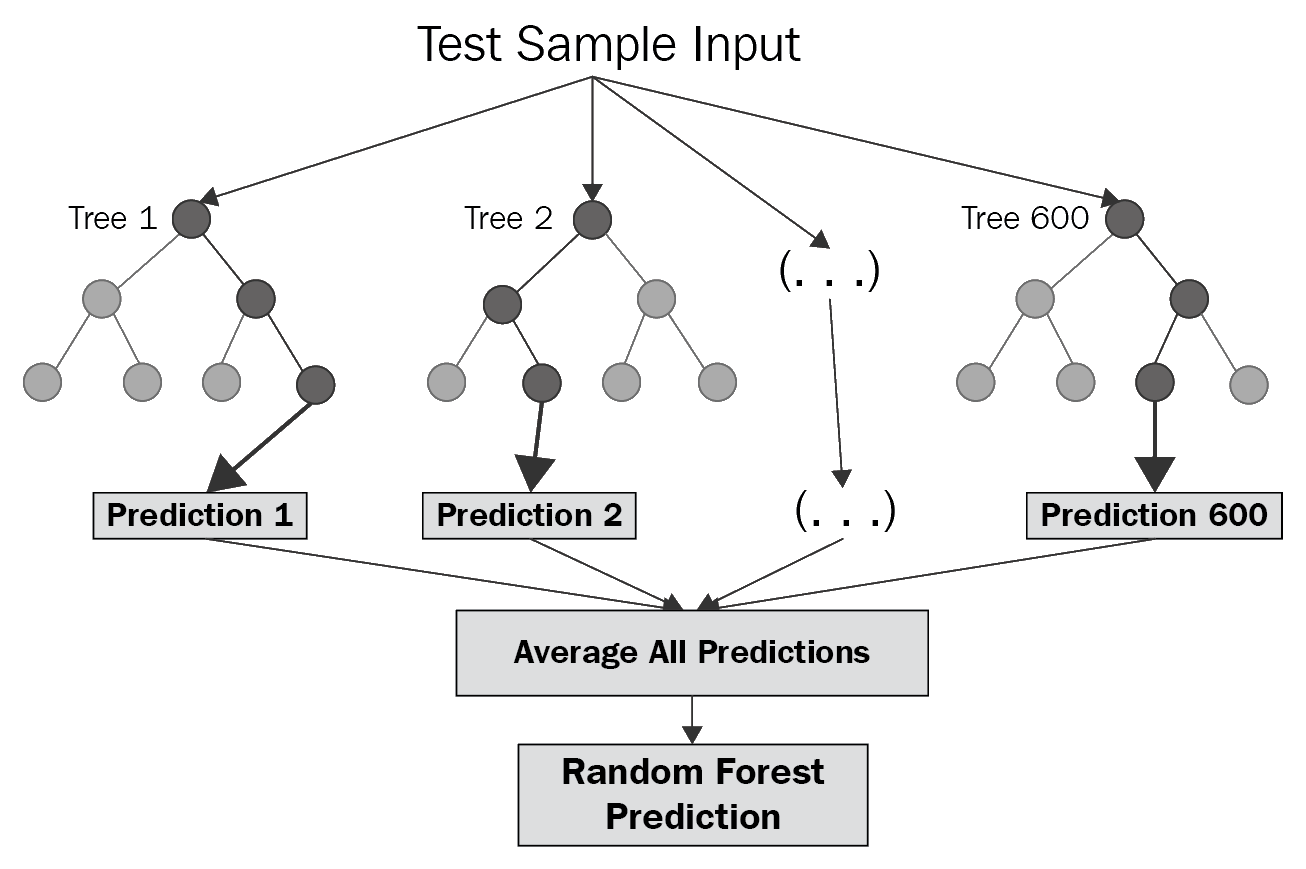 Test Sample Input
Tree 1
Tree 2
(. . .)
Tree 600
Prediction 1
Prediction 2
(. . .)
Prediction 600
Average All Predictions
Random Forest
Prediction